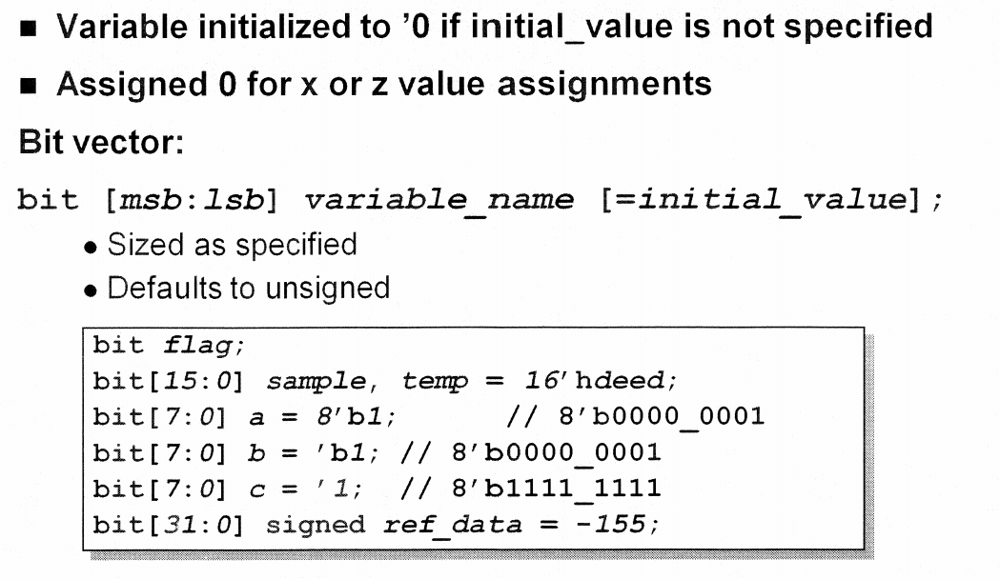 ■ Variable initialized to ’0 if initial_value is not specified
■ Assigned 0 for x or z value assignments
Bit vector:
bit [msb:lsb] variable_name [=initial_value];
• Sized as specified
• Defaults to unsigned
bit flag;
bit[15:0] sample, temp = 16’hdeed;
bit[7:0] a = 8’b1; // 8’b0000_0001
bit[7:0] b = ’b1; // 8’b0000_0001
bit[7:0] c = ’1; // 8’b1111_1111
bit[31:0] signed ref_data = -155;